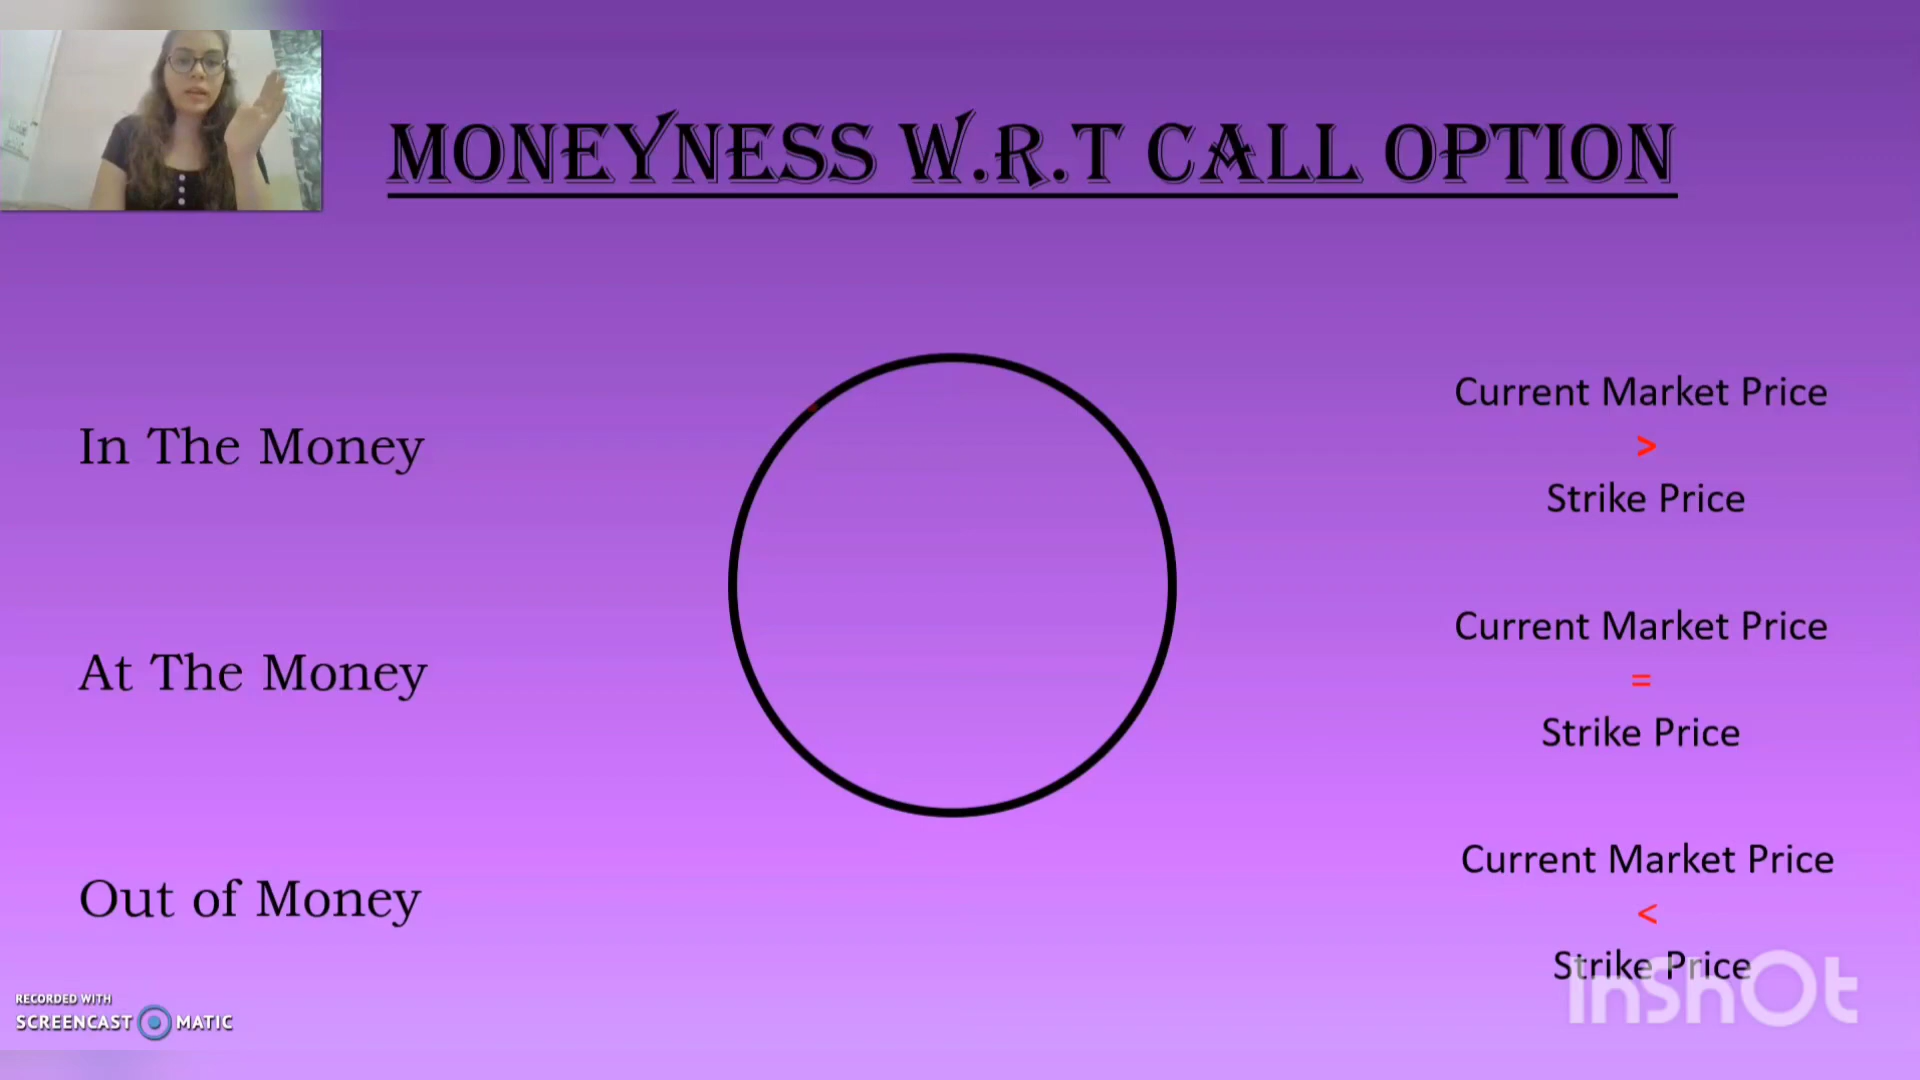 MONEYNESS W.R.T CALL OPTION
In The Money
Current Market Price
>
Strike Price
At The Money
Current Market Price
=
Strike Price
Out of Money
Current Market Price
<
Strike Price
RECORDED WITH
SCREENCAST MATIC
InShOt